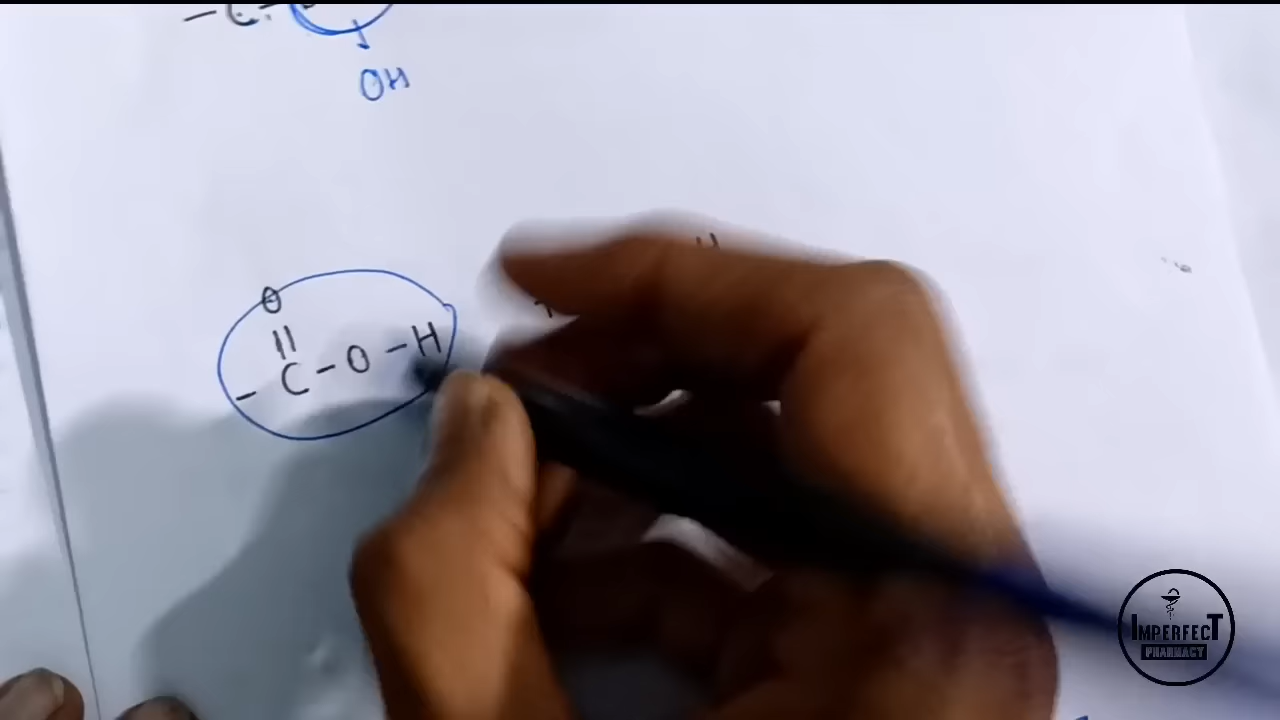 - C -
OH
O
||
- C - O - H
H
IMPERFECT
PHARMACY